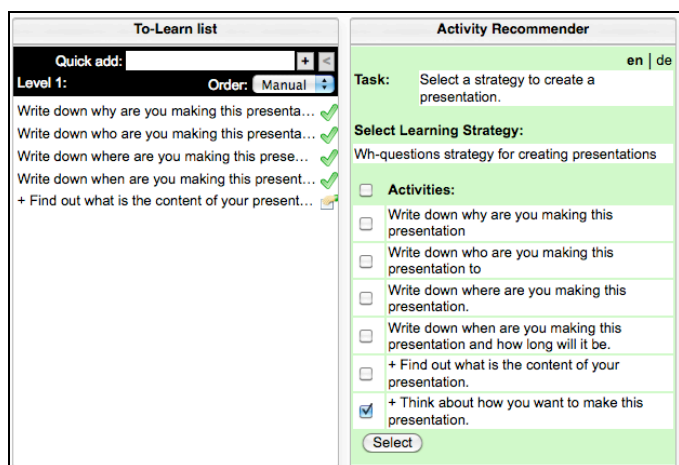 To-Learn list
Quick add: + <
Level 1: Order: Manual
Write down why are you making this presenta...
Write down who are you making this presenta...
Write down where are you making this prese...
Write down when are you making this present...
+ Find out what is the content of your present...
Activity Recommender
en | de
Task: Select a strategy to create a
presentation.
Select Learning Strategy:
Wh-questions strategy for creating presentations
Activities:
Write down why are you making this
presentation
Write down who are you making this
presentation to
Write down where are you making this
presentation.
Write down when are you making this
presentation and how long will it be.
+ Find out what is the content of your
presentation.
+ Think about how you want to make this
presentation.
Select